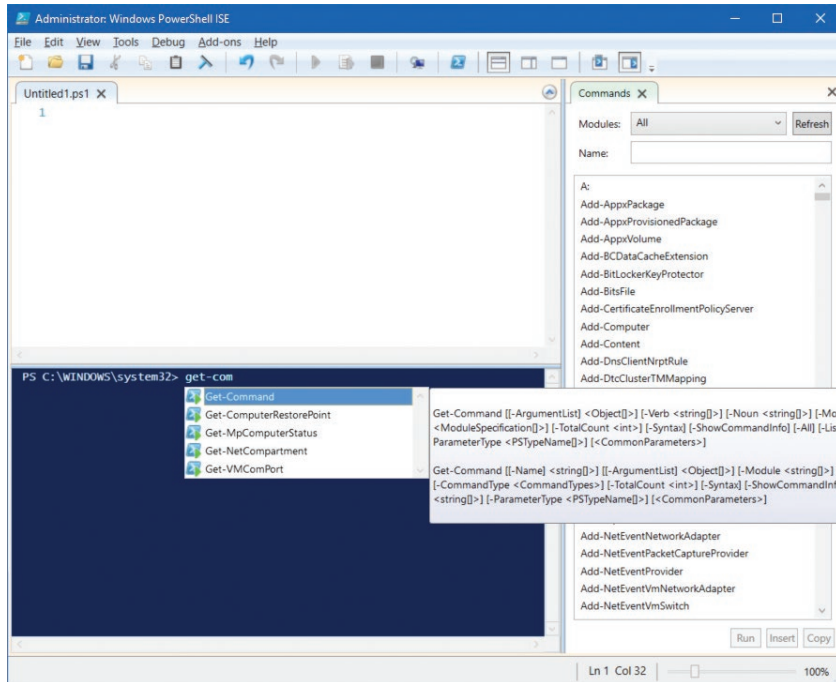 Administrator: Windows PowerShell ISE
File Edit View Tools Debug Add-ons Help
Untitled1.ps1
1
PS C:\WINDOWS\system32> get-com
Get-Command
Get-ComputerRestorePoint
Get-MpComputerStatus
Get-NetCompartment
Get-VMComPort
Get-Command [[-ArgumentList] <Object[]>] [-Verb <string[]>] [-Noun <string[]>] [-Mo
<ModuleSpecification[]>] [-TotalCount <int>] [-Syntax] [-ShowCommandInfo] [-All] [-Lis
ParameterType <PSTypeName[]>] [<CommonParameters>]
Get-Command [[-Name] <string[]>] [[-ArgumentList] <Object[]>] [-Module <string[]>]
[-CommandType <CommandTypes>] [-TotalCount <int>] [-Syntax] [-ShowCommandInf
<string[]>] [-ParameterType <PSTypeName[]>] [<CommonParameters>]
Commands
Modules: All Refresh
Name:
A:
Add-AppxPackage
Add-AppxProvisionedPackage
Add-AppxVolume
Add-BCDataCacheExtension
Add-BitLockerKeyProtector
Add-BitsFile
Add-CertificateEnrollmentPolicyServer
Add-Computer
Add-Content
Add-DnsClientNrptRule
Add-DtcClusterTMMapping
Add-NetEventNetworkAdapter
Add-NetEventPacketCaptureProvider
Add-NetEventProvider
Add-NetEventVmNetworkAdapter
Add-NetEventVmSwitch
Run Insert Copy
Ln 1 Col 32 100%